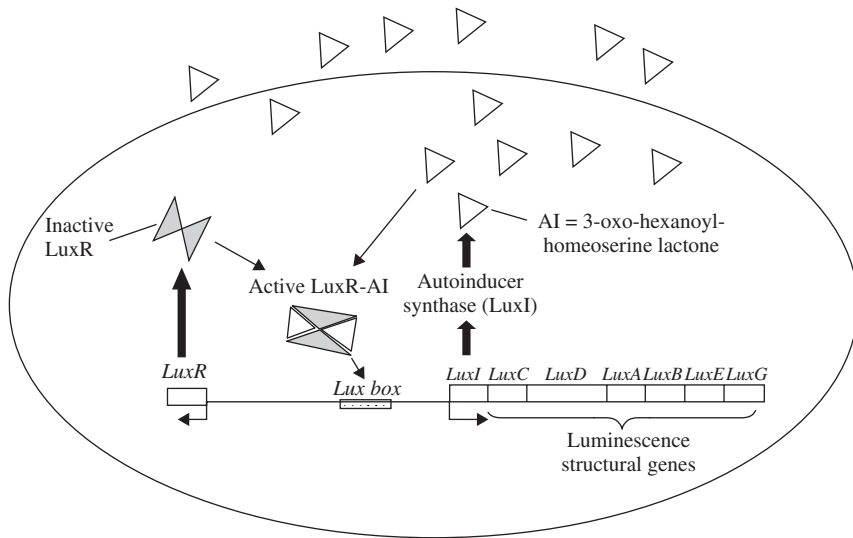 AI = 3-oxo-hexanoyl-
homeoserine lactone
Inactive
LuxR
Active LuxR-AI
Autoinducer
synthase (LuxI)
LuxR
Lux box
LuxI LuxC LuxD LuxA LuxB LuxE LuxG
Luminescence
structural genes